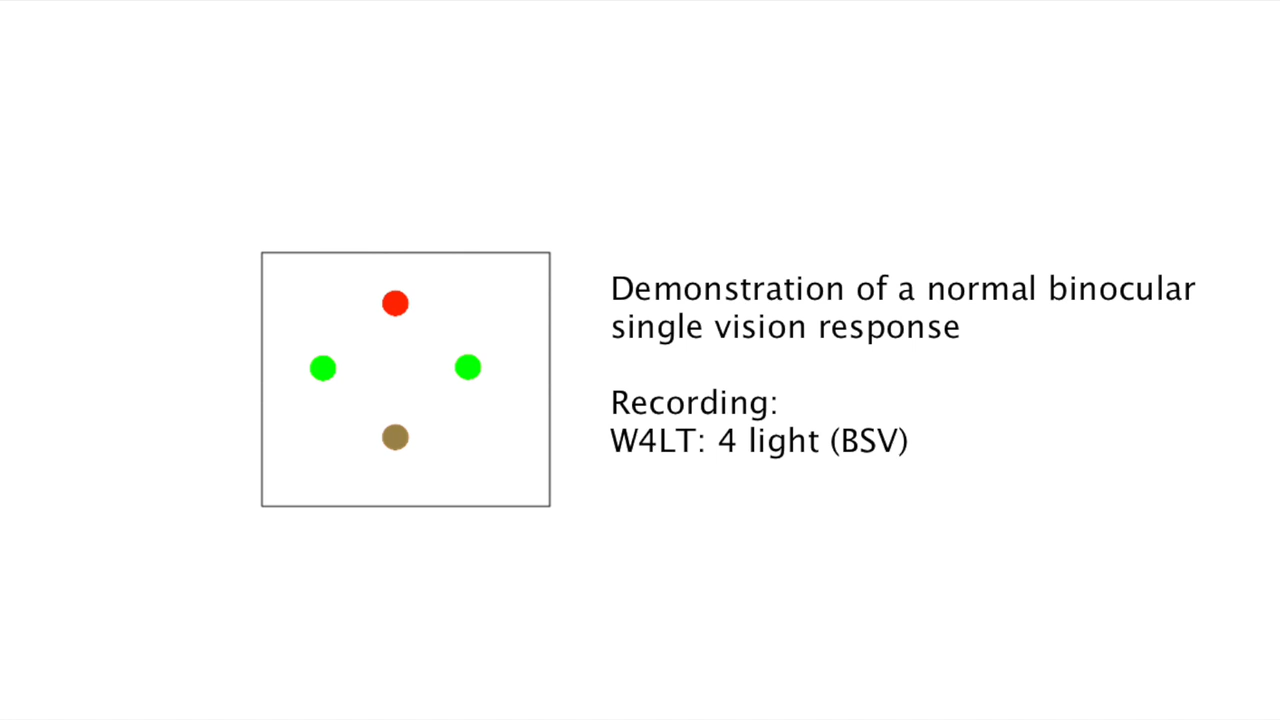 Demonstration of a normal binocular
single vision response
Recording:
W4LT: 4 light (BSV)